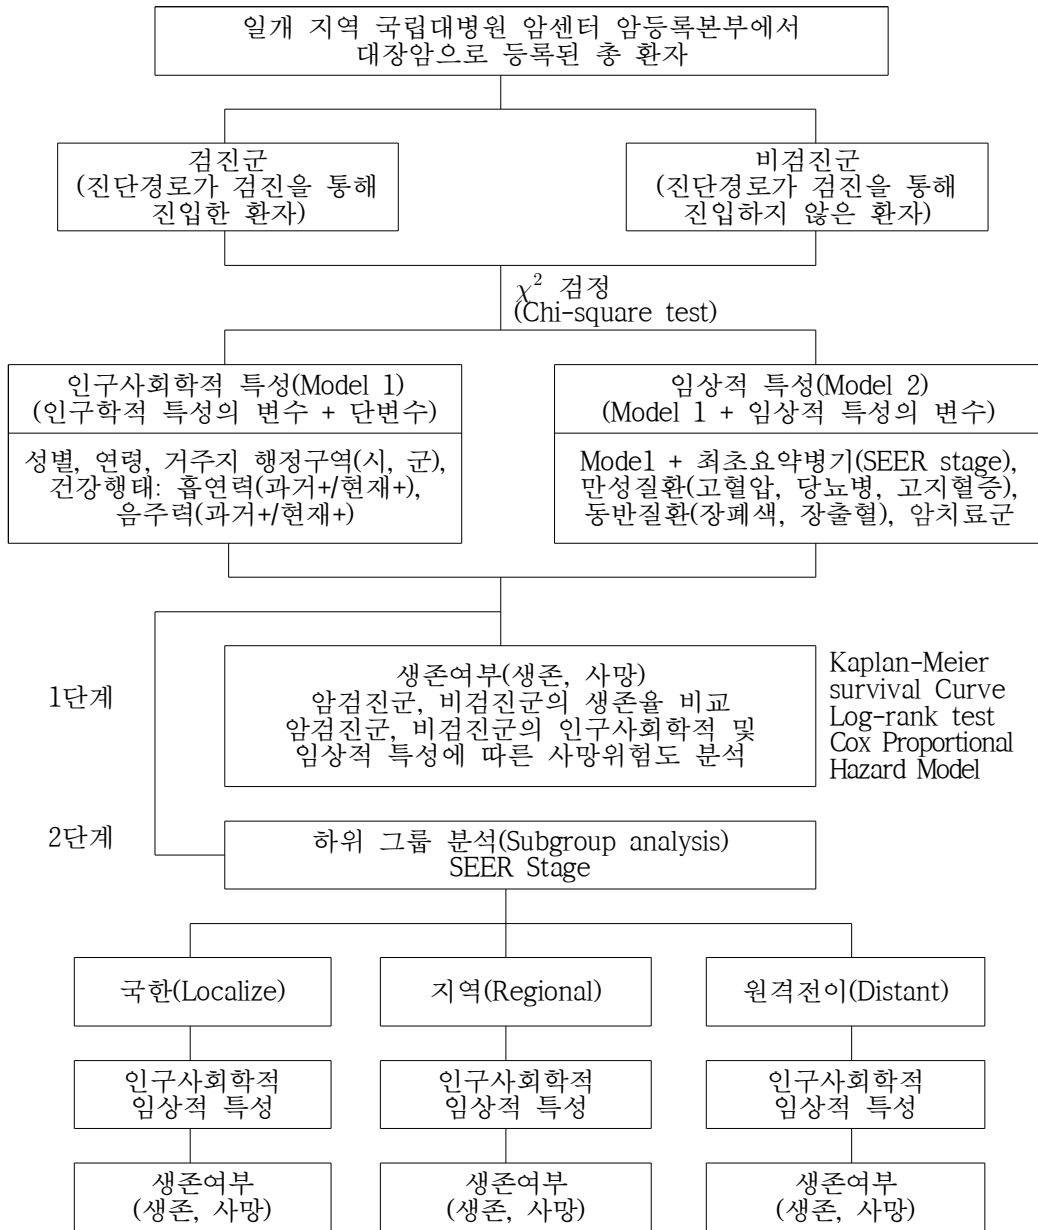 일개 지역 국립대병원 암센터 암등록본부에서
대장암으로 등록된 총 환자
검진군
(진단경로가 검진을 통해
진입한 환자)
비검진군
(진단경로가 검진을 통해
진입하지 않은 환자)
χ² 검정
(Chi-square test)
인구사회학적 특성(Model 1)
(인구학적 특성의 변수 + 단변수)
성별, 연령, 거주지 행정구역(시, 군),
건강행태: 흡연력(과거+/현재+),
음주력(과거+/현재+)
임상적 특성(Model 2)
(Model 1 + 임상적 특성의 변수)
Model + 최초요약병기(SEER stage),
만성질환(고혈압, 당뇨병, 고지혈증),
동반질환(장폐색, 장출혈), 암치료군
1단계
생존여부(생존, 사망)
암검진군, 비검진군의 생존율 비교
암검진군, 비검진군의 인구사회학적 및
임상적 특성에 따른 사망위험도 분석
Kaplan-Meier
survival Curve
Log-rank test
Cox Proportional
Hazard Model
2단계
하위 그룹 분석(Subgroup analysis)
SEER Stage
국한(Localize)
지역(Regional)
원격전이(Distant)
인구사회학적
임상적 특성
인구사회학적
임상적 특성
인구사회학적
임상적 특성
생존여부
(생존, 사망)
생존여부
(생존, 사망)
생존여부
(생존, 사망)